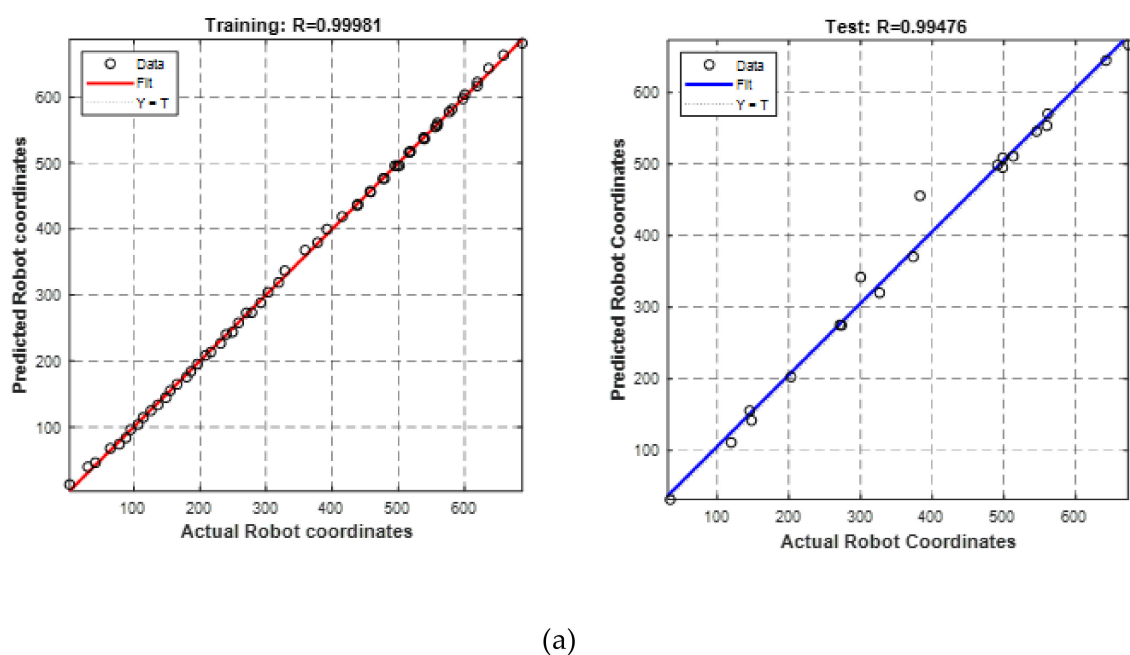 Training: R=0.99981
Data
Fit
Y = T
600
500
400
300
200
100
100 200 300 400 500 600
Predicted Robot coordinates
Actual Robot coordinates
Test: R=0.99476
Data
Fit
Y = T
600
500
400
300
200
100
100 200 300 400 500 600
Predicted Robot Coordinates
Actual Robot Coordinates
(a)